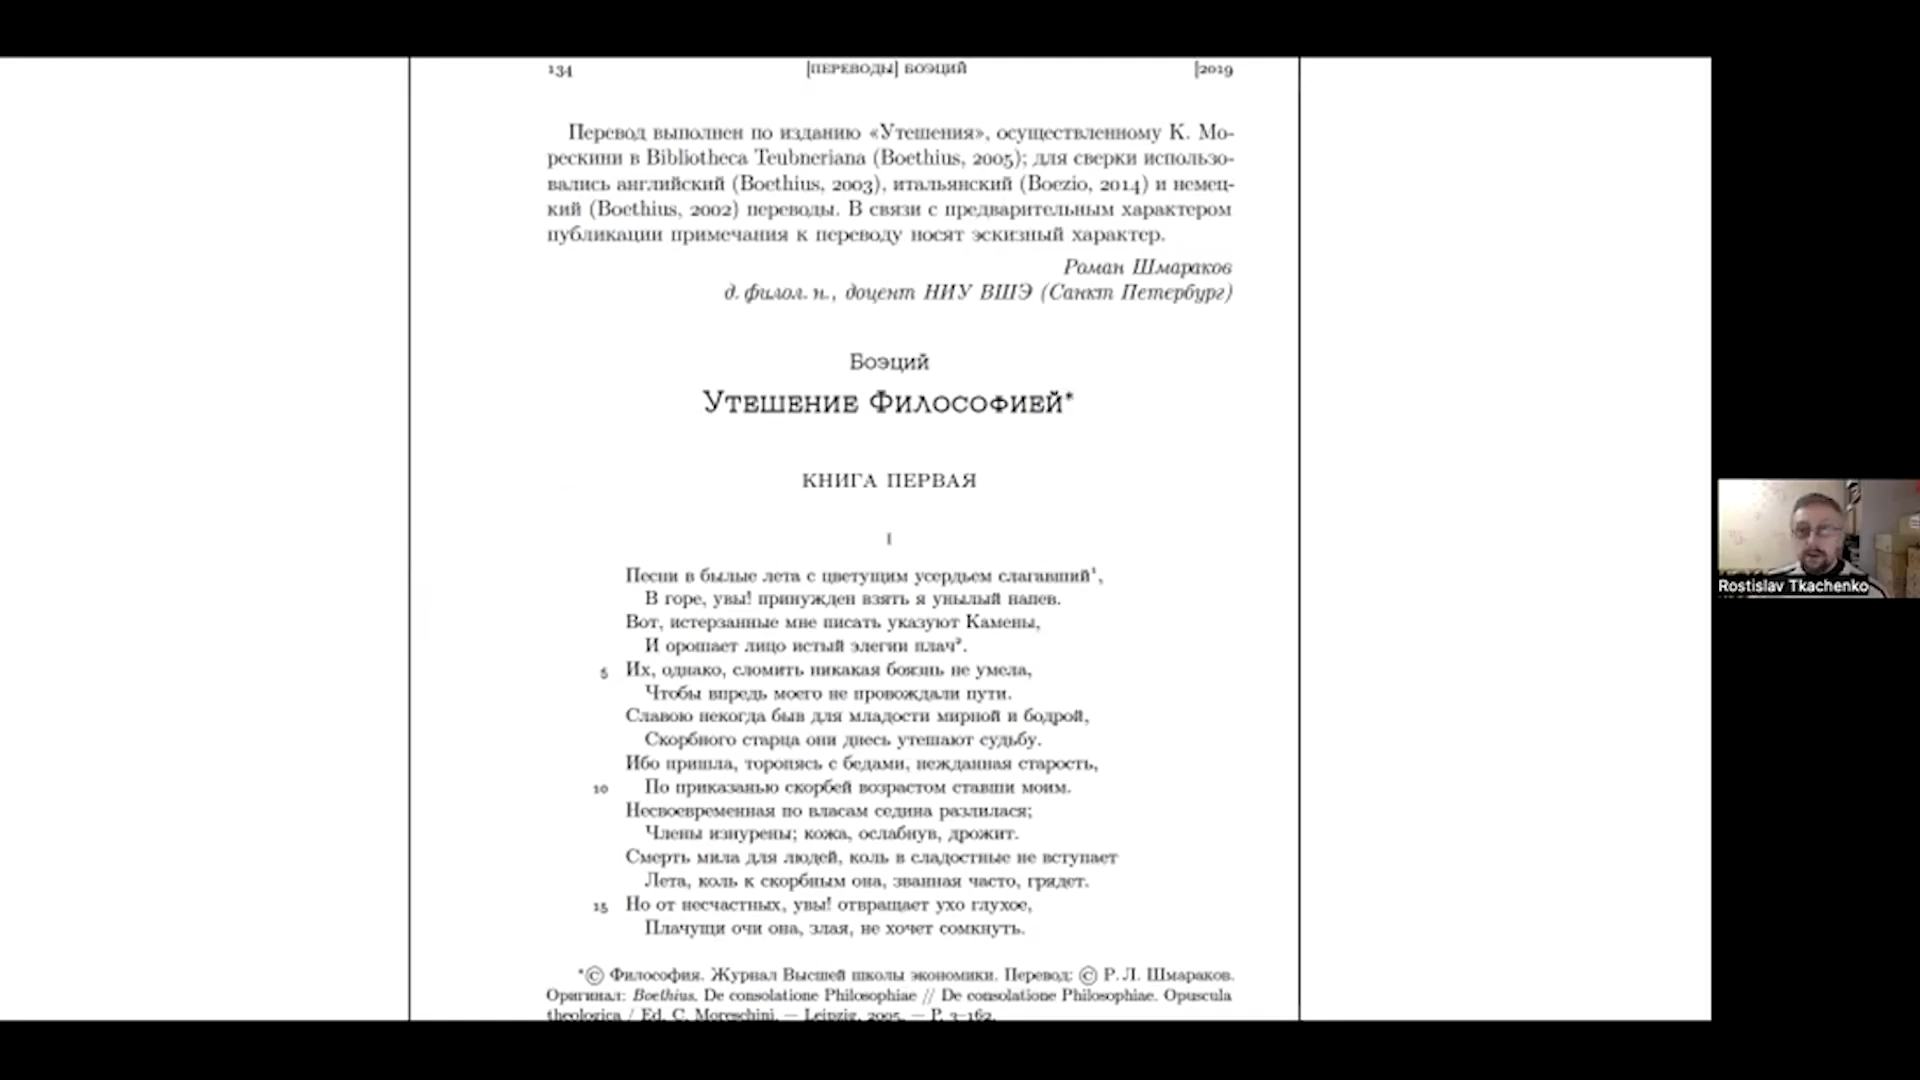 134 [ПЕРЕВОДЫ] БОЭЦИЙ [2019
Перевод выполнен по изданию «Утешения», осуществленному К. Мо-
рескини в Bibliotheca Teubneriana (Boethius, 2005); для сверки использо-
вались английский (Boethius, 2003), итальянский (Boezio, 2014) и немец-
кий (Boethius, 2002) переводы. В связи с предварительным характером
публикации примечания к переводу носят эскизный характер.
Роман Шмараков
д. филол. н., доцент НИУ ВШЭ (Санкт Петербург)
Боэций
Утешение Философией*
КНИГА ПЕРВАЯ
I
Песни в былые лета с цветущим усердьем слагавший¹,
В горе, увы! принужден взять я унылый напев.
Вот, истерзанные мне писать указуют Камены,
И орошает лицо истый элегии плач².
5 Их, однако, сломить никакая боязнь не умела,
Чтобы впредь моего не провождали пути.
Славою некогда быв для младости мирной и бодрой,
Скорбного старца они днесь утешают судьбу.
Ибо пришла, торопясь с бедами, нежданная старость,
10 По приказанью скорбей возрастом ставши моим.
Несвоевременная по власам седина разлилася;
Члены изнурены; кожа, ослабнув, дрожит.
Смерть мила для людей, коль в сладостные не вступает
Лета, коль к скорбным она, званная часто, грядет.
15 Но от несчастных, увы! отвращает ухо глухое,
Плачущи очи она, злая, не хочет сомкнуть.
*© Философия. Журнал Высшей школы экономики. Перевод: © Р. Л. Шмараков.
Оригинал: Boethius. De consolatione Philosophiae // De consolatione Philosophiae. Opuscula
theologica / Ed. C. Moreschini. — Leipzig, 2005. — P. 3–162.
Rostislav Tkachenko